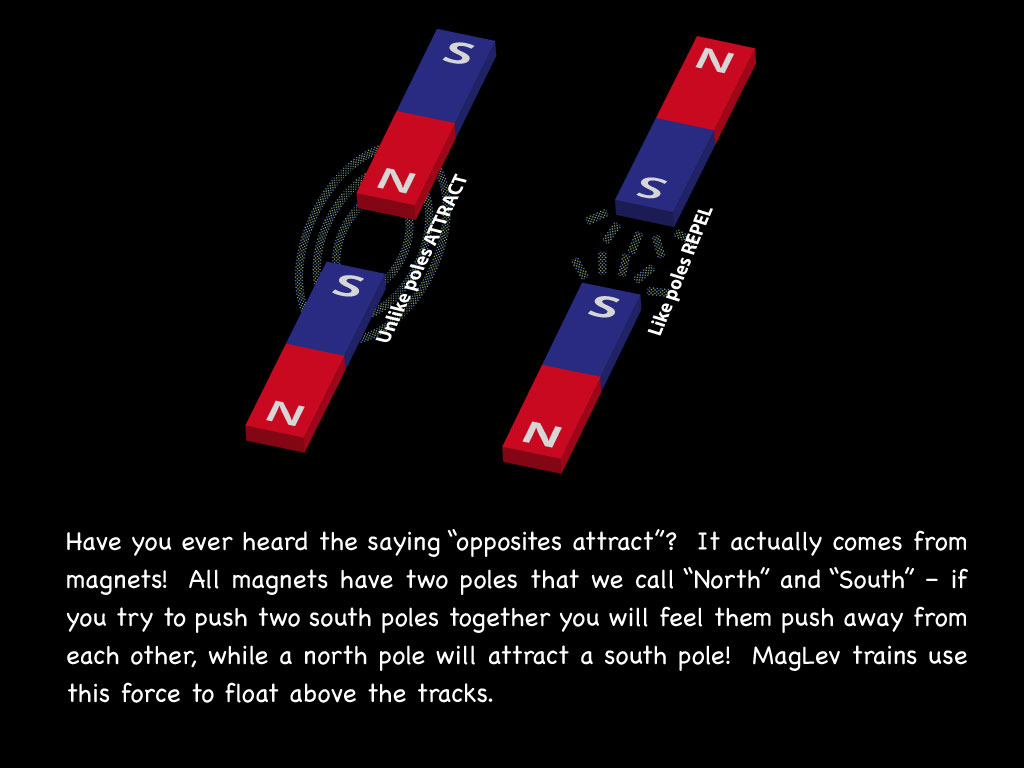 S
N
N
S
Unlike poles ATTRACT
Like poles REPEL
S
S
N
N
Have you ever heard the saying “opposites attract”? It actually comes from
magnets! All magnets have two poles that we call “North” and “South” – if
you try to push two south poles together you will feel them push away from
each other, while a north pole will attract a south pole! MagLev trains use
this force to float above the tracks.